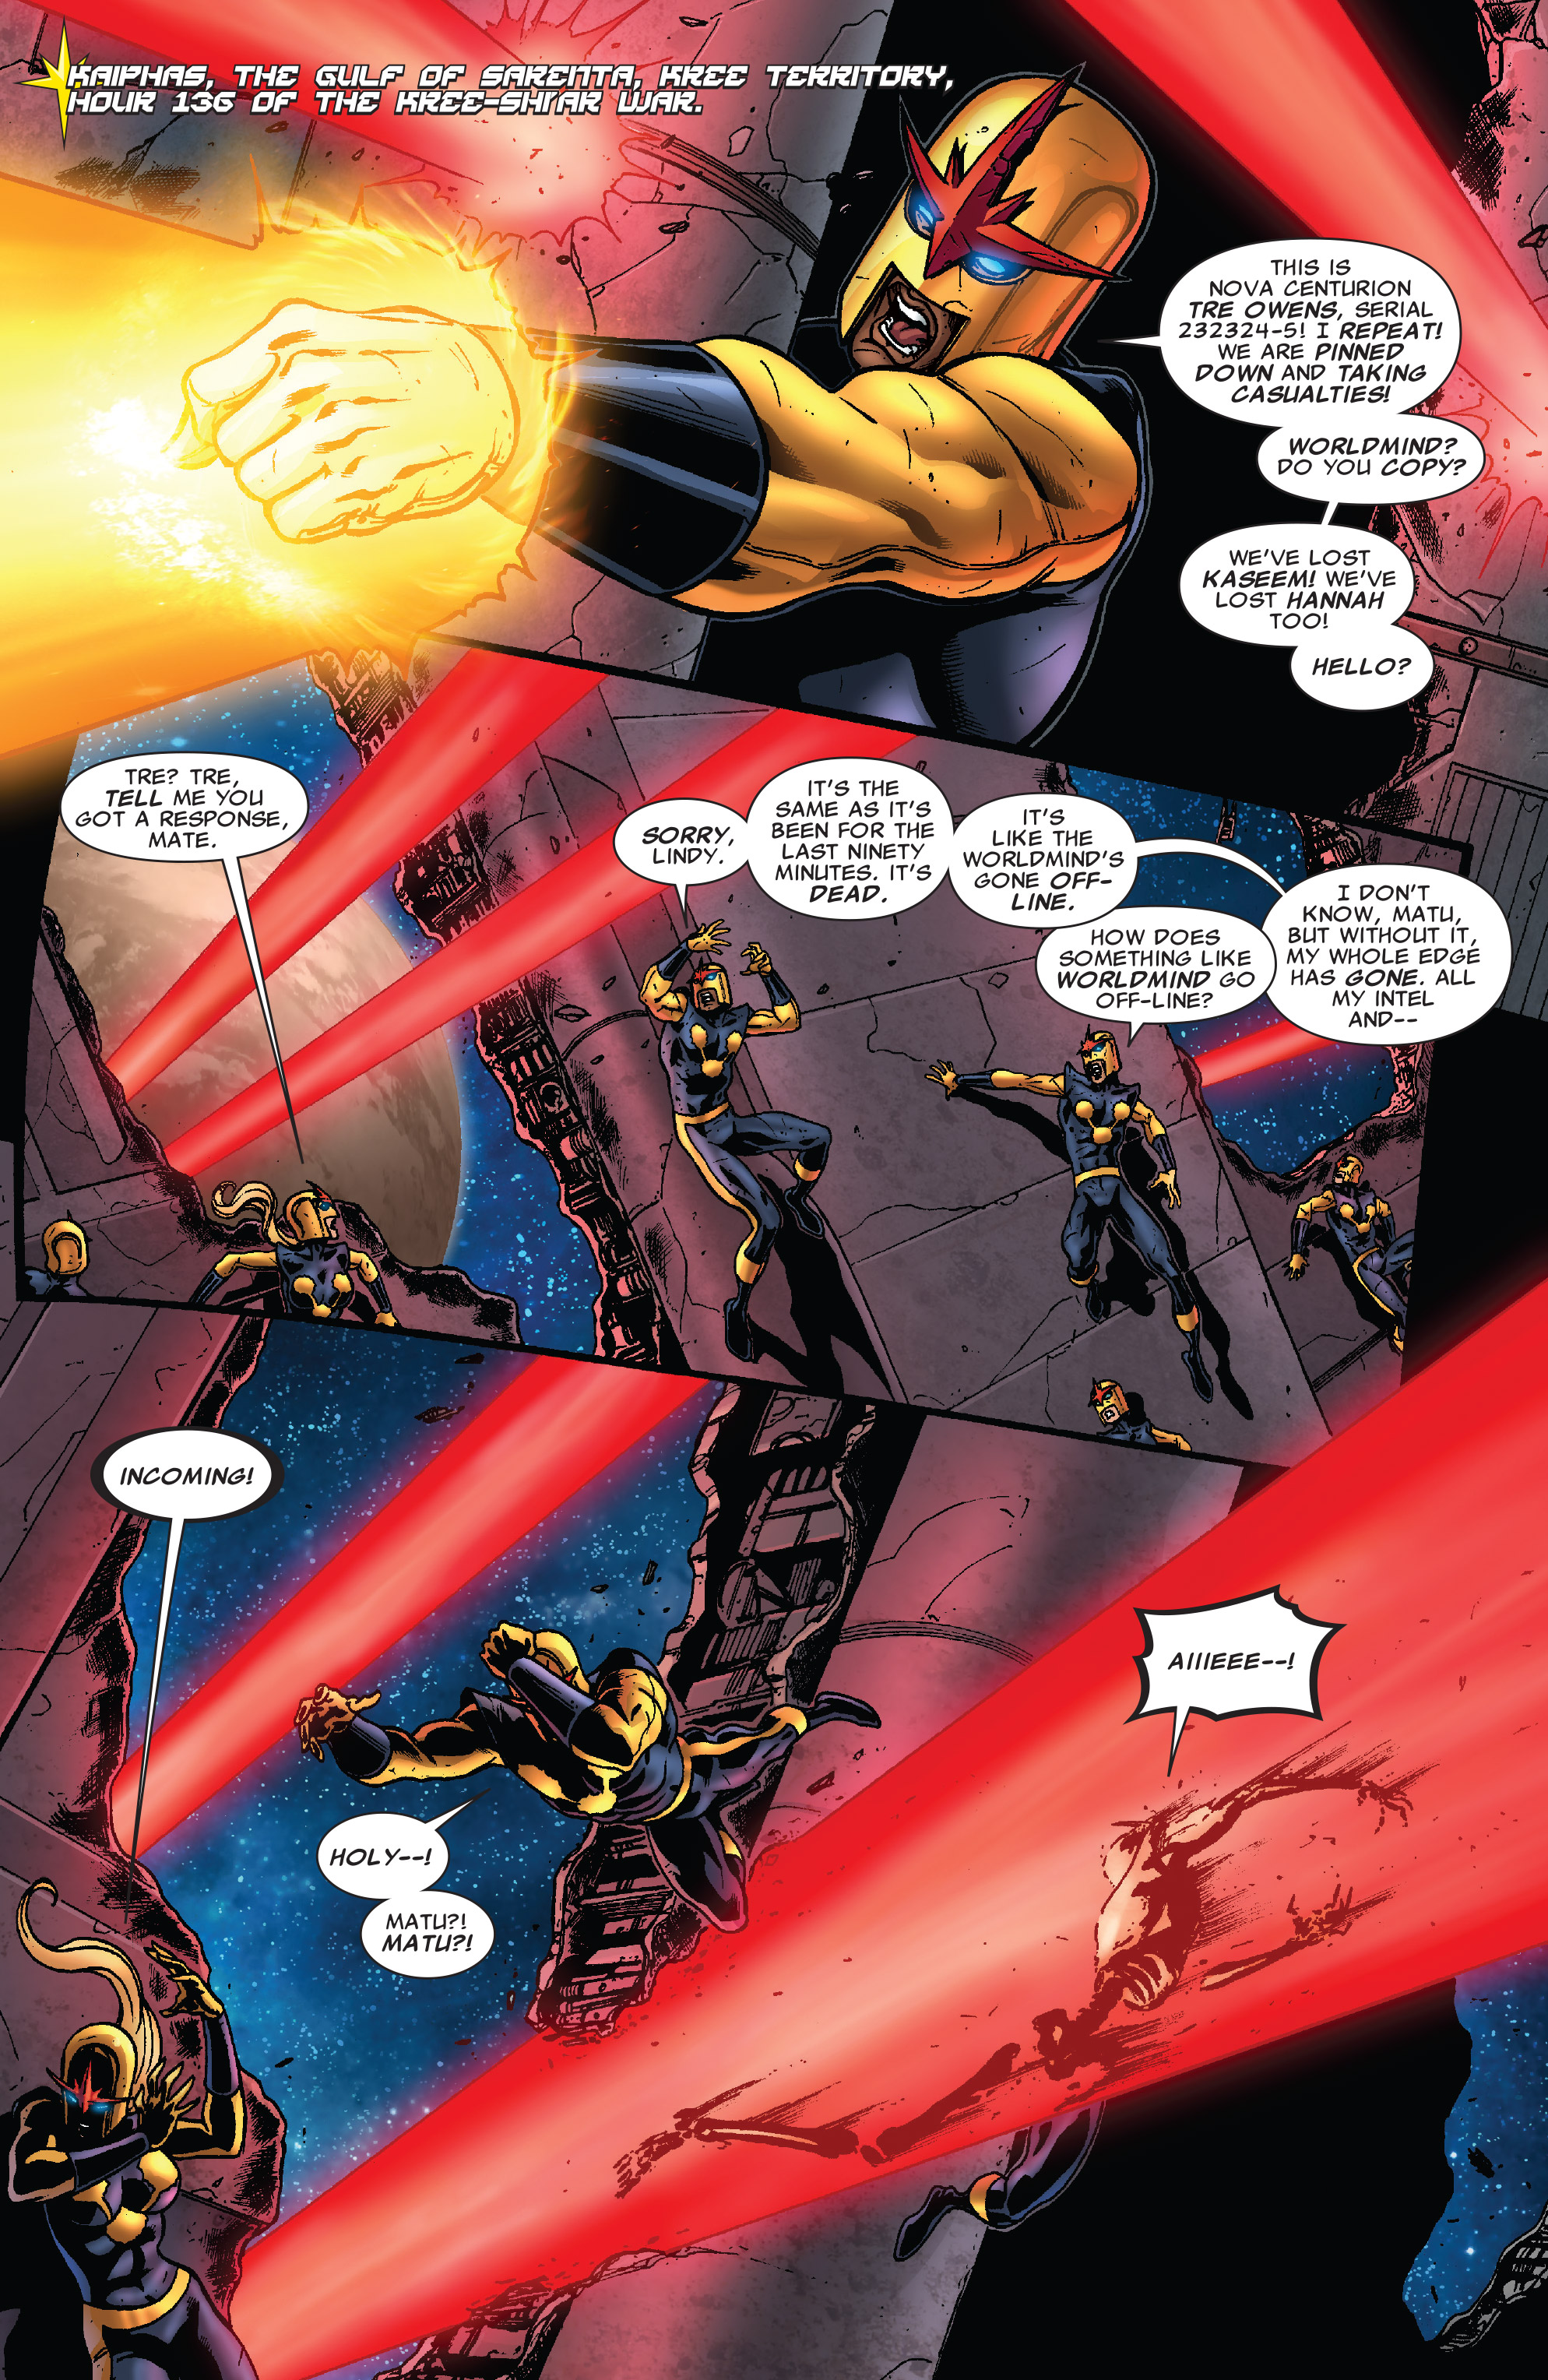 KAIPHAS, THE GULF OF SARENTA, KREE TERRITORY,
HOUR 136 OF THE KREE-SHI'AR WAR.
THIS IS
NOVA CENTURION
TRE OWENS, SERIAL
232324-5! I REPEAT!
WE ARE PINNED
DOWN AND TAKING
CASUALTIES!
WORLDMIND?
DO YOU COPY?
WE'VE LOST
KASEEM! WE'VE
LOST HANNAH
TOO!
HELLO?
TRE? TRE,
TELL ME YOU
GOT A RESPONSE,
MATE.
SORRY,
LINDY.
IT'S THE
SAME AS IT'S
BEEN FOR THE
LAST NINETY
MINUTES. IT'S
DEAD.
IT'S
LIKE THE
WORLDMIND'S
GONE OFF-
LINE.
HOW DOES
SOMETHING LIKE
WORLDMIND GO
OFF-LINE?
I DON'T
KNOW, MATU,
BUT WITHOUT IT,
MY WHOLE EDGE
HAS GONE. ALL
MY INTEL
AND--
INCOMING!
HOLY--!
MATU?!
MATU?!
AIIIEEE--!